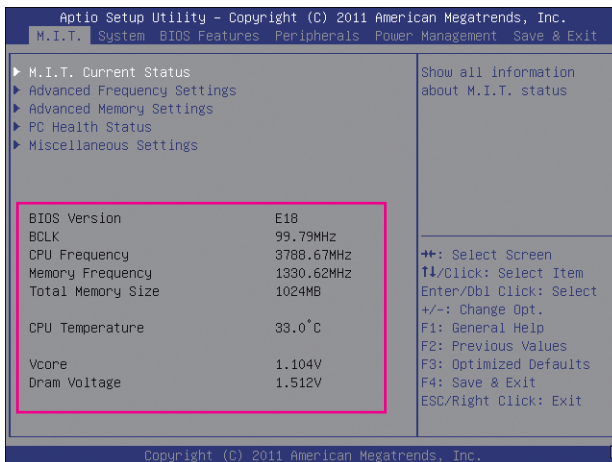 Aptio Setup Utility – Copyright (C) 2011 American Megatrends, Inc.
M.I.T. System BIOS Features Peripherals Power Management Save & Exit
M.I.T. Current Status
Advanced Frequency Settings
Advanced Memory Settings
PC Health Status
Miscellaneous Settings
Show all information
about M.I.T. status
BIOS Version E18
BCLK 99.79MHz
CPU Frequency 3788.67MHz
Memory Frequency 1330.62MHz
Total Memory Size 1024MB
CPU Temperature 33.0°C
Vcore 1.104V
Dram Voltage 1.512V
→←: Select Screen
↑↓/Click: Select Item
Enter/Dbl Click: Select
+/-: Change Opt.
F1: General Help
F2: Previous Values
F3: Optimized Defaults
F4: Save & Exit
ESC/Right Click: Exit
Copyright (C) 2011 American Megatrends, Inc.